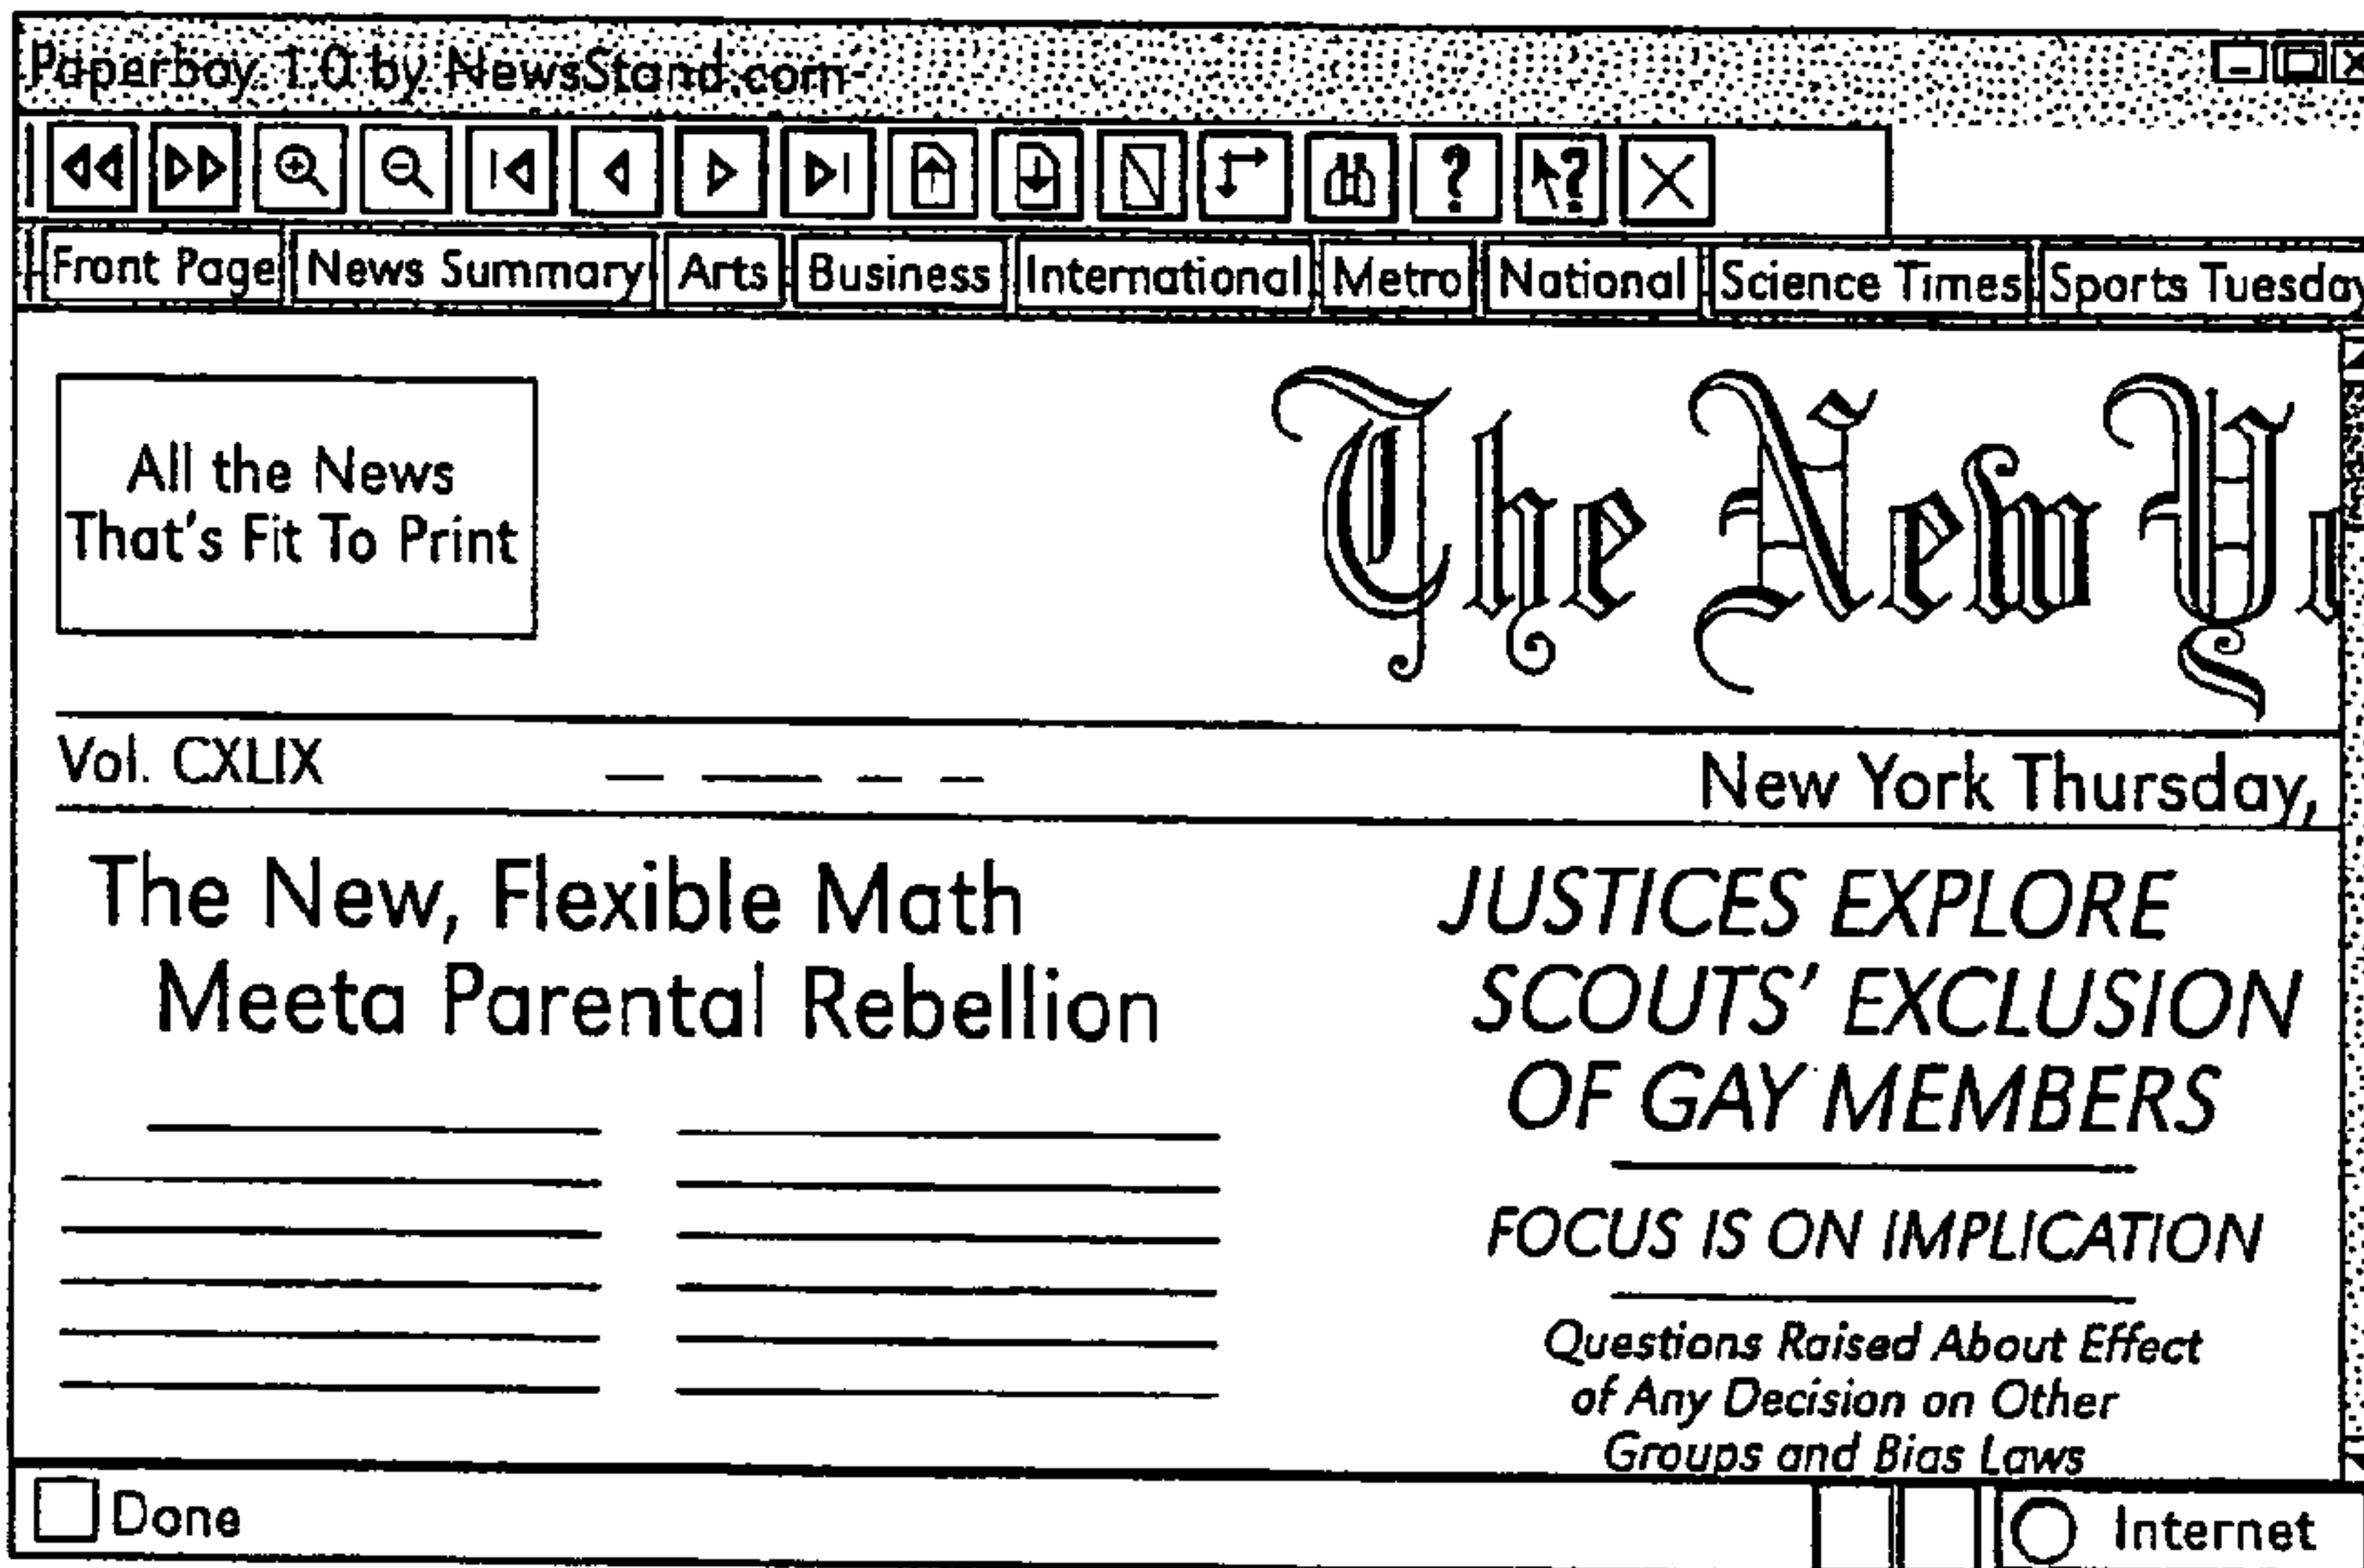 Paperboy 1.0 by NewsStand.com
Front Page News Summary Arts Business International Metro National Science Times Sports Tuesday
All the News
That's Fit To Print
The New
Vol. CXLIX
New York Thursday,
The New, Flexible Math
Meeta Parental Rebellion
JUSTICES EXPLORE
SCOUTS' EXCLUSION
OF GAY MEMBERS
FOCUS IS ON IMPLICATION
Questions Raised About Effect
of Any Decision on Other
Groups and Bias Laws
Done
Internet